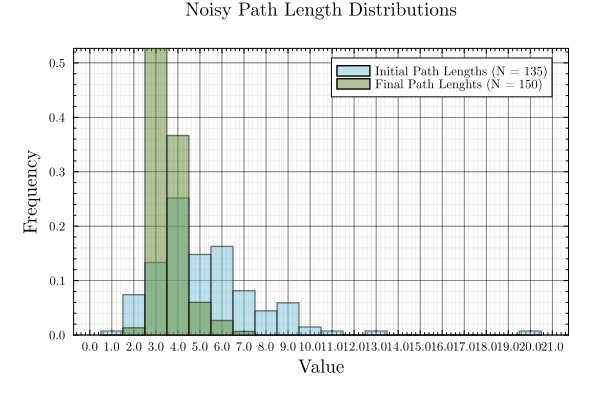 Noisy Path Length Distributions
Initial Path Lengths (N = 135)
Final Path Lenghts (N = 150)
Frequency
0.5
0.4
0.3
0.2
0.1
0.0
0.0 1.0 2.0 3.0 4.0 5.0 6.0 7.0 8.0 9.0 10.0 11.0 12.0 13.0 14.0 15.0 16.0 17.0 18.0 19.0 20.0 21.0
Value